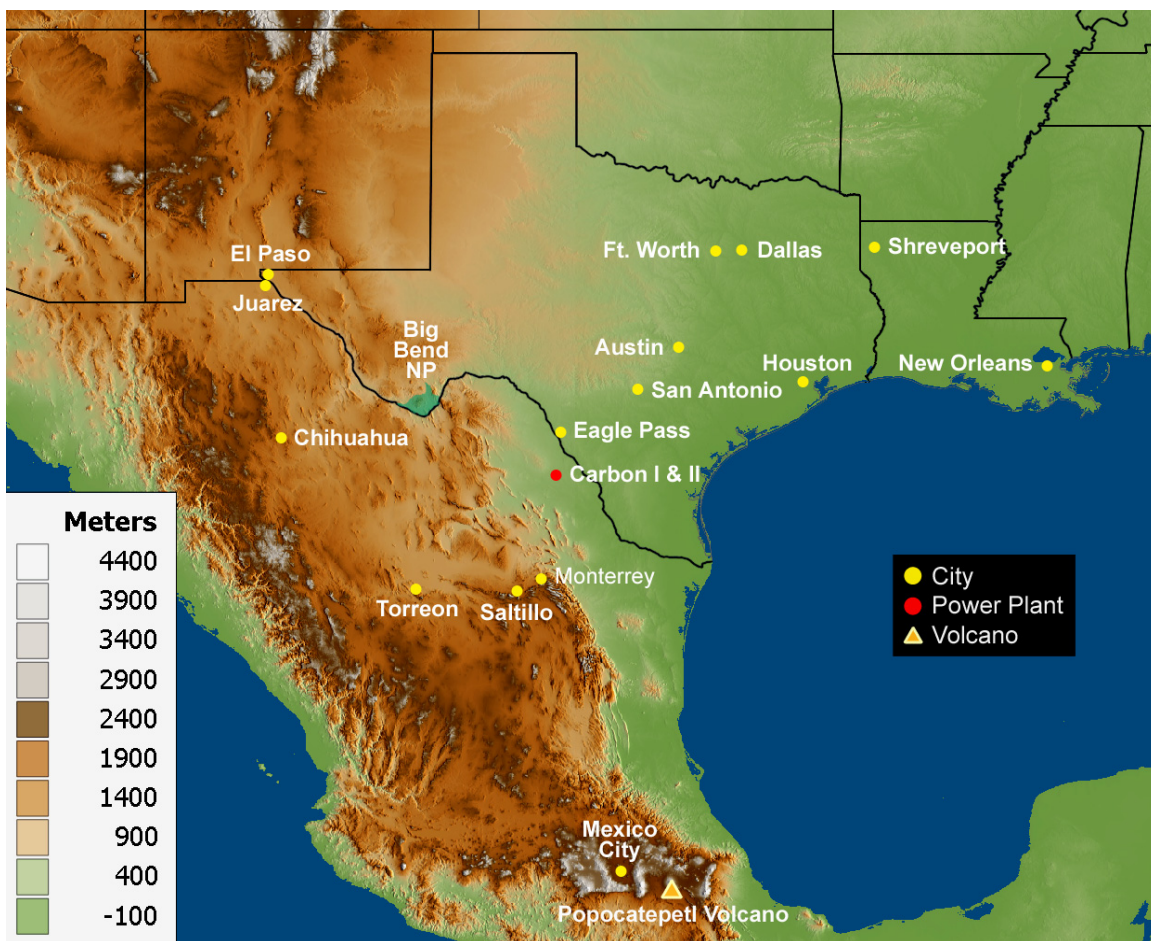 El Paso
Juarez
Big
Bend
NP
Ft. Worth
Dallas
Shreveport
Austin
Houston
New Orleans
San Antonio
Eagle Pass
Chihuahua
Carbon I & II
Monterrey
Torreon
Saltillo
Mexico
City
Popocatepetl Volcano
Meters
4400
3900
3400
2900
2400
1900
1400
900
400
-100
City
Power Plant
Volcano